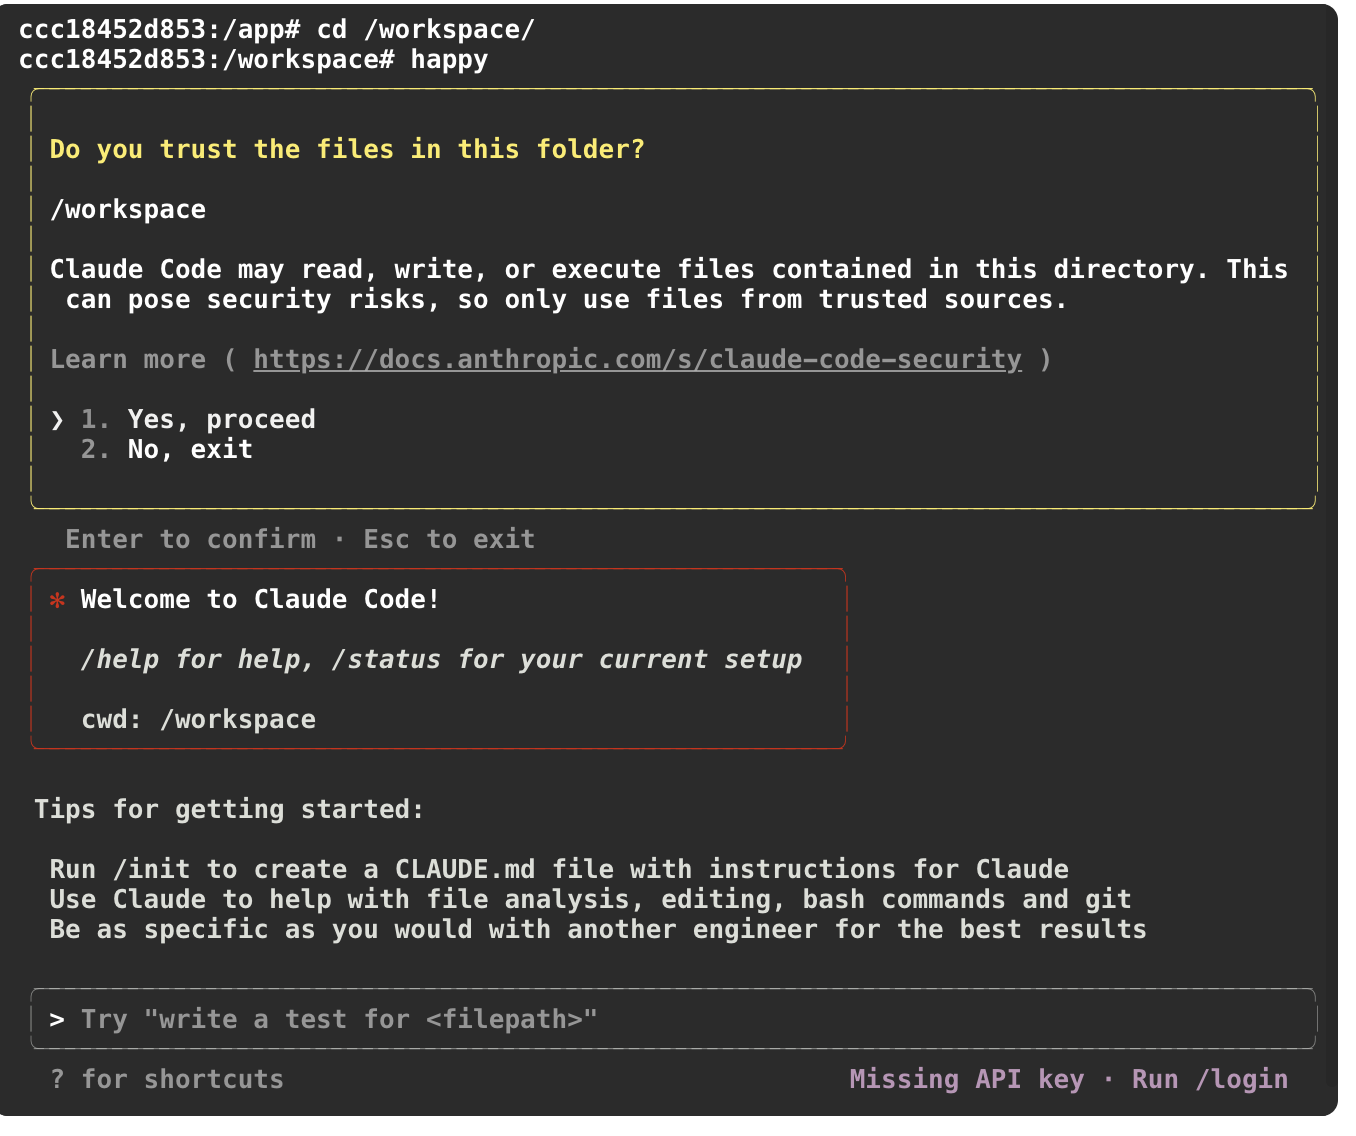 ccc18452d853:/app# cd /workspace/
ccc18452d853:/workspace# happy
Do you trust the files in this folder?
/workspace
Claude Code may read, write, or execute files contained in this directory. This
can pose security risks, so only use files from trusted sources.
Learn more ( https://docs.anthropic.com/s/claude-code-security )
❯ 1. Yes, proceed
2. No, exit
Enter to confirm · Esc to exit
✻ Welcome to Claude Code!
/help for help, /status for your current setup
cwd: /workspace
Tips for getting started:
Run /init to create a CLAUDE.md file with instructions for Claude
Use Claude to help with file analysis, editing, bash commands and git
Be as specific as you would with another engineer for the best results
> Try "write a test for <filepath>"
? for shortcuts Missing API key · Run /login